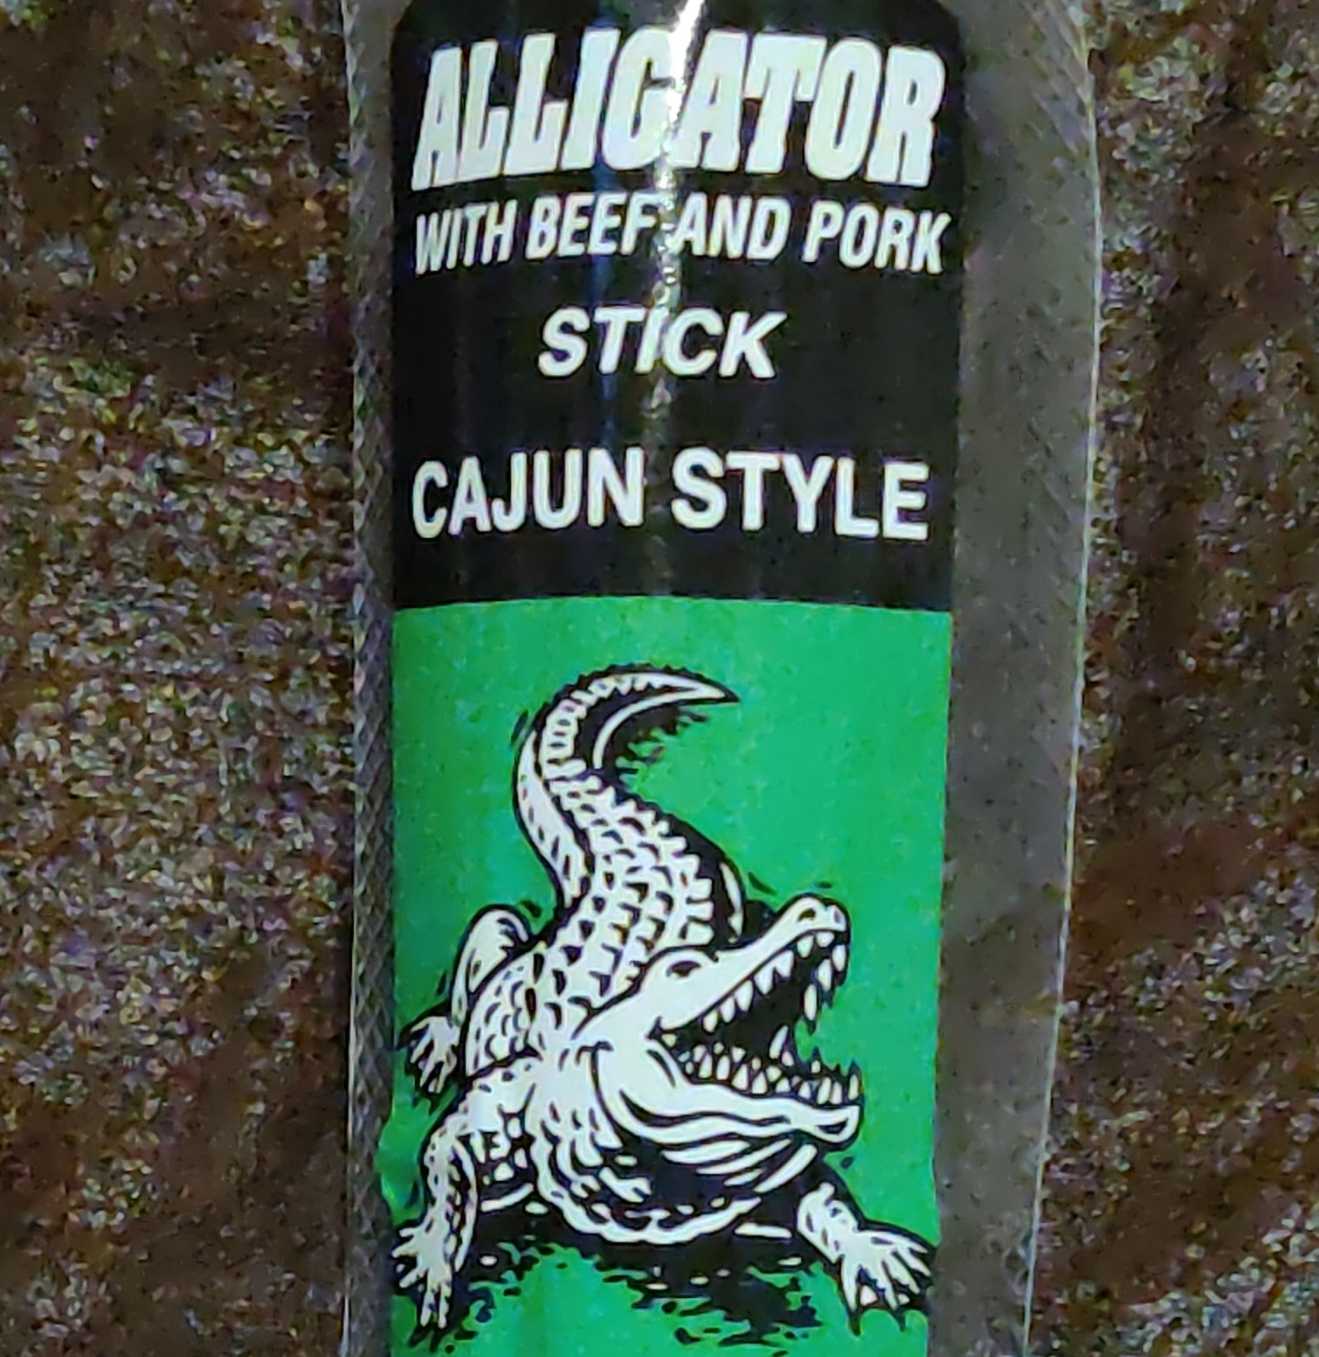 ALLIGATOR
WITH BEEF AND PORK
STICK
CAJUN STYLE